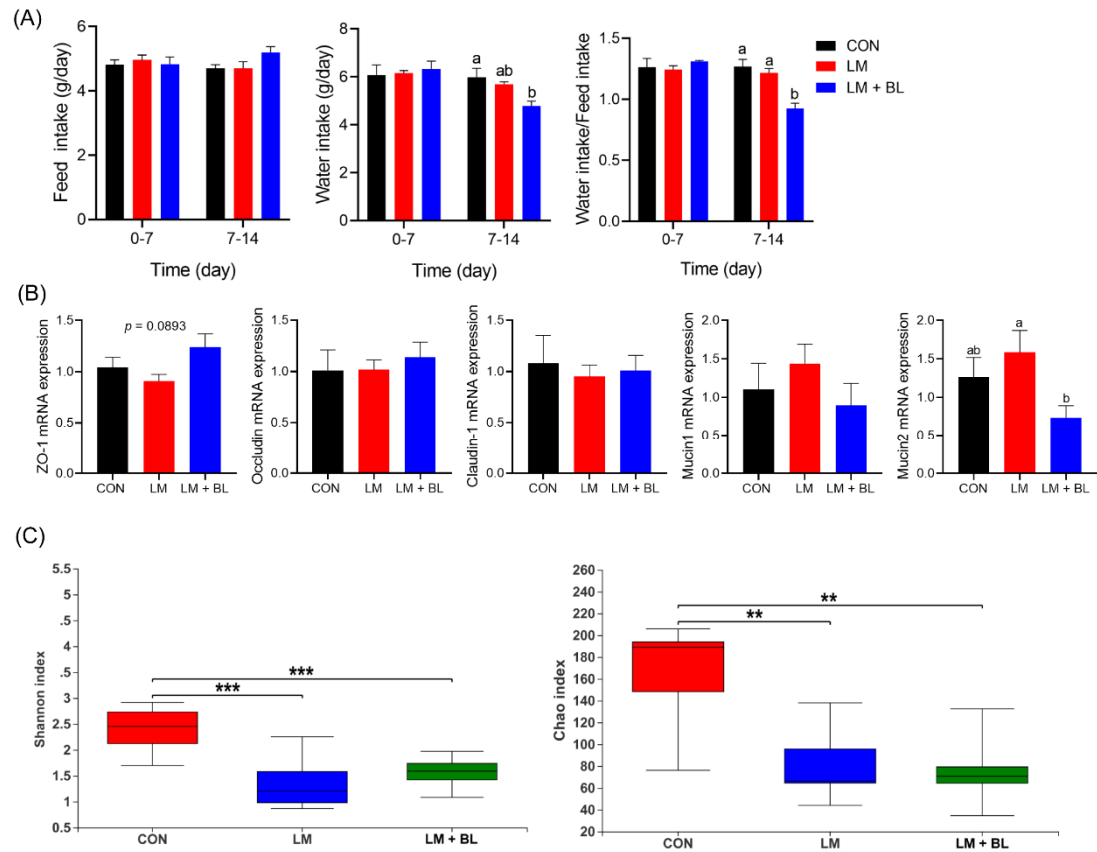 (A)
Feed intake (g/day)
8
6
4
2
0
0-7
7-14
Time (day)
Water intake (g/day)
8
6
4
2
0
a
ab
b
0-7
7-14
Time (day)
Water intake/Feed intake
1.5
1.0
0.5
0.0
a
a
b
0-7
7-14
Time (day)
CON
LM
LM + BL
(B)
ZO-1 mRNA expression
1.5
1.0
0.5
0.0
p = 0.0893
CON
LM
LM + BL
Occludin mRNA expression
1.5
1.0
0.5
0.0
CON
LM
LM + BL
Claudin-1 mRNA expression
1.5
1.0
0.5
0.0
CON
LM
LM + BL
Mucin1 mRNA expression
2.0
1.5
1.0
0.5
0.0
CON
LM
LM + BL
Mucin2 mRNA expression
2.0
1.5
1.0
0.5
0.0
ab
a
b
CON
LM
LM + BL
(C)
Shannon index
5.5
5
.5
.
.5
3
2.5
2
1.5
1
0.5
***
***
CON
LM
LM + BL
Chao index
260
240
220
200
180
160
140
120
100
80
60
40
20
**
**
CON
LM
LM + BL